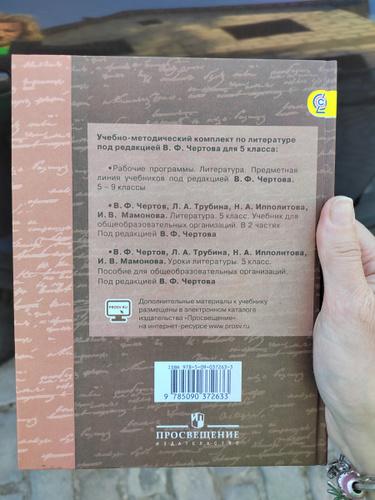 Учебно-методический комплект по литературе
под редакцией В. Ф. Чертова для 5 класса:
•Рабочие программы. Литература. Предметная
линия учебников под редакцией В. Ф. Чертова.
5 – 9 классы
•В. Ф. Чертов, Л. А. Трубина, Н. А. Ипполитова,
И. В. Мамонова. Литература. 5 класс. Учебник для
общеобразовательных организаций. В 2 частях
Под редакцией В. Ф. Чертова
•В. Ф. Чертов, Л. А. Трубина, Н. А. Ипполитова,
И. В. Мамонова. Уроки литературы. 5 класс.
Пособие для общеобразовательных организаций.
Под редакцией В. Ф. Чертова
PROSV.RU
Дополнительные материалы к учебнику
размещены в электронном каталоге
издательства «Просвещение»
на интернет-ресурсе www.prosv.ru
ISBN 978-5-09-037263-3
9 785090 372633
ПРОСВЕЩЕНИЕ
ИЗДАТЕЛЬСТВО